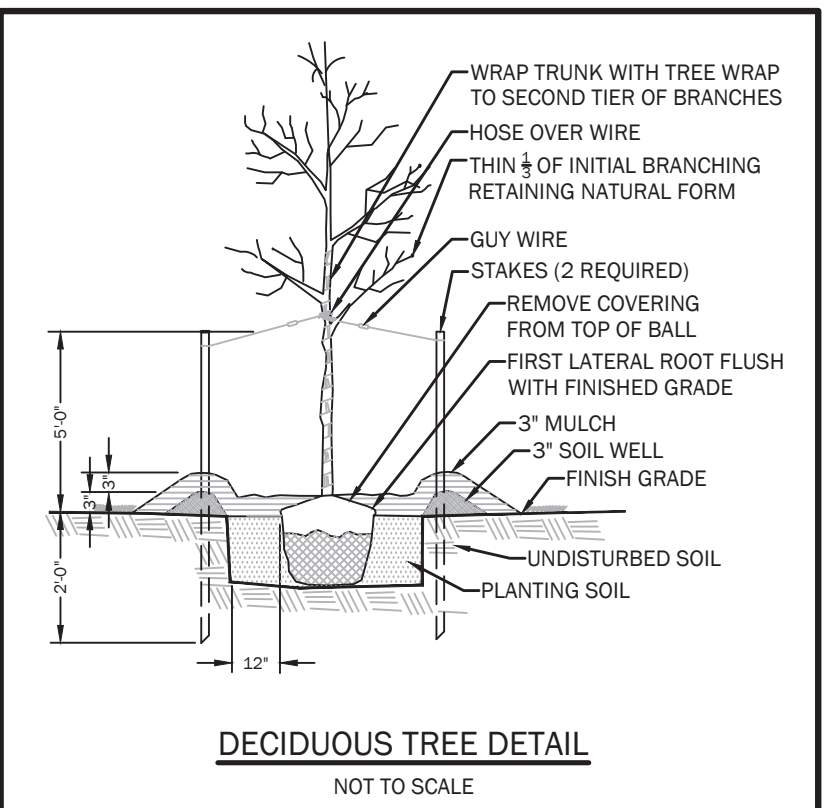 WRAP TRUNK WITH TREE WRAP
TO SECOND TIER OF BRANCHES
HOSE OVER WIRE
THIN 1/3 OF INITIAL BRANCHING
RETAINING NATURAL FORM
GUY WIRE
STAKES (2 REQUIRED)
REMOVE COVERING
FROM TOP OF BALL
FIRST LATERAL ROOT FLUSH
WITH FINISHED GRADE
3" MULCH
3" SOIL WELL
FINISH GRADE
UNDISTURBED SOIL
PLANTING SOIL
5'-0"
3"
3"
2'-0"
12"
DECIDUOUS TREE DETAIL
NOT TO SCALE